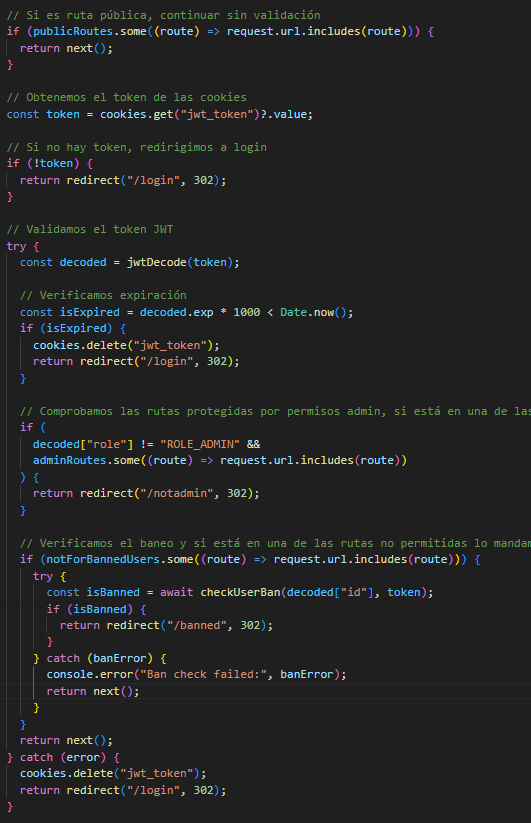 // Si es ruta pública, continuar sin validación
if (publicRoutes.some((route) => request.url.includes(route))) {
return next();
}
// Obtenemos el token de las cookies
const token = cookies.get("jwt_token")?.value;
// Si no hay token, redirigimos a login
if (!token) {
return redirect("/login", 302);
}
// Validamos el token JWT
try {
const decoded = jwtDecode(token);
// Verificamos expiración
const isExpired = decoded.exp * 1000 < Date.now();
if (isExpired) {
cookies.delete("jwt_token");
return redirect("/login", 302);
}
// Comprobamos las rutas protegidas por permisos admin, si está en una de las
if (
decoded["role"] != "ROLE_ADMIN" &&
adminRoutes.some((route) => request.url.includes(route))
) {
return redirect("/notadmin", 302);
}
// Verificamos el baneo y si está en una de las rutas no permitidas lo mandam
if (notForBannedUsers.some((route) => request.url.includes(route))) {
try {
const isBanned = await checkUserBan(decoded["id"], token);
if (isBanned) {
return redirect("/banned", 302);
}
} catch (banError) {
console.error("Ban check failed:", banError);
return next();
}
}
return next();
} catch (error) {
cookies.delete("jwt_token");
return redirect("/login", 302);
}